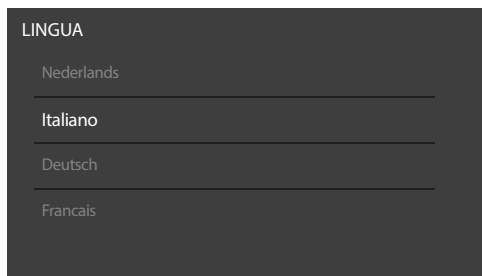 LINGUA
Nederlands
Italiano
Deutsch
Francais